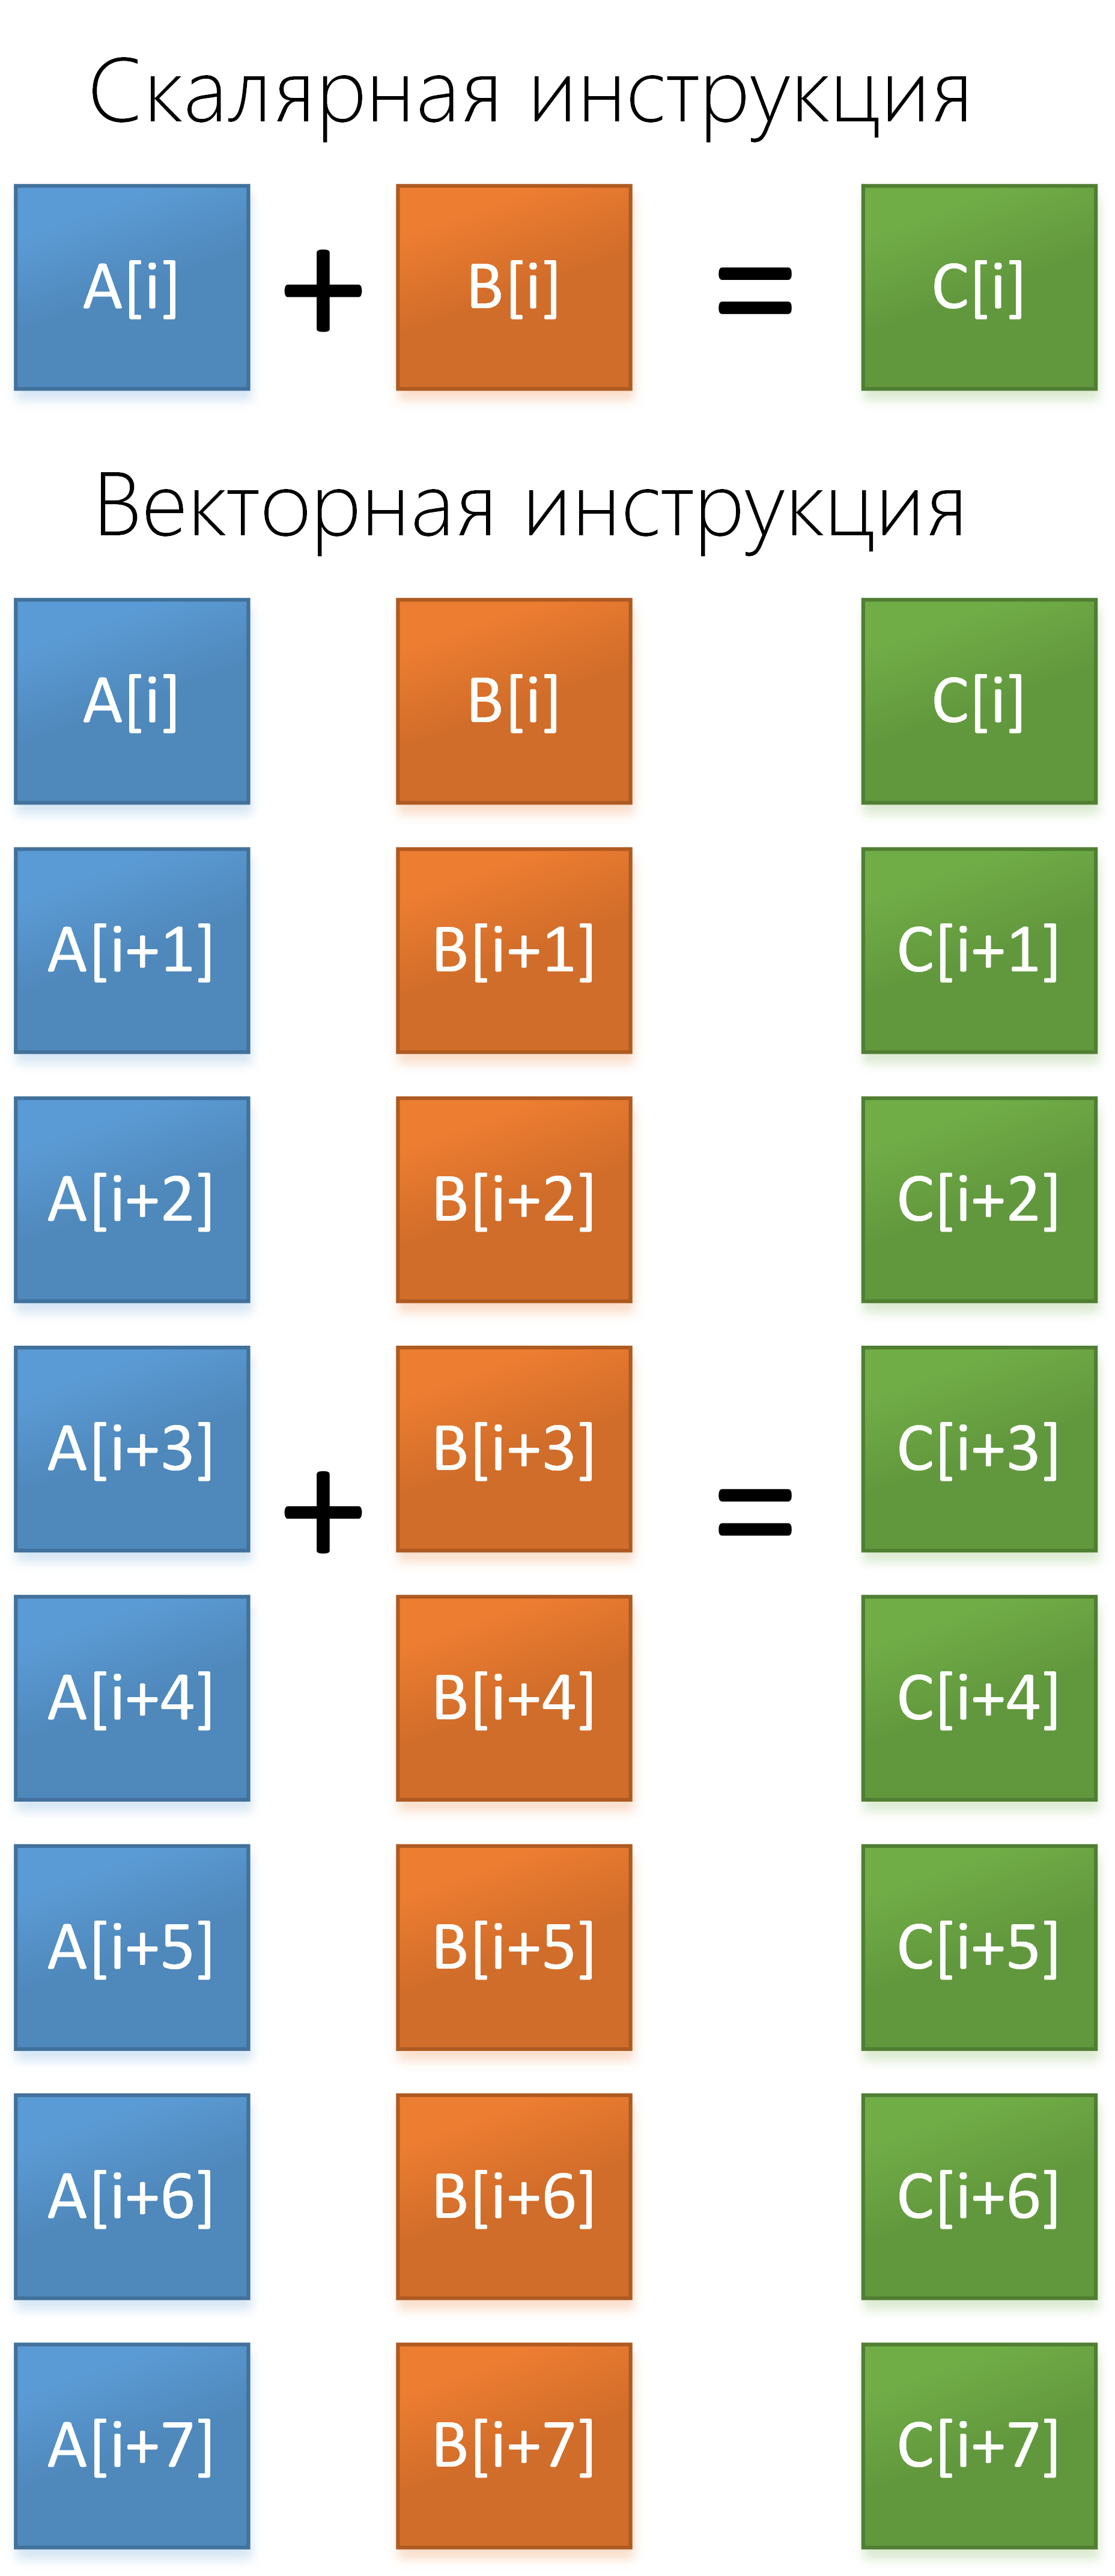 Скалярная инструкция
A[i] + B[i] = C[i]
Векторная инструкция
A[i] B[i] C[i]
A[i+1] B[i+1] C[i+1]
A[i+2] B[i+2] C[i+2]
A[i+3] + B[i+3] = C[i+3]
A[i+4] B[i+4] C[i+4]
A[i+5] B[i+5] C[i+5]
A[i+6] B[i+6] C[i+6]
A[i+7] B[i+7] C[i+7]